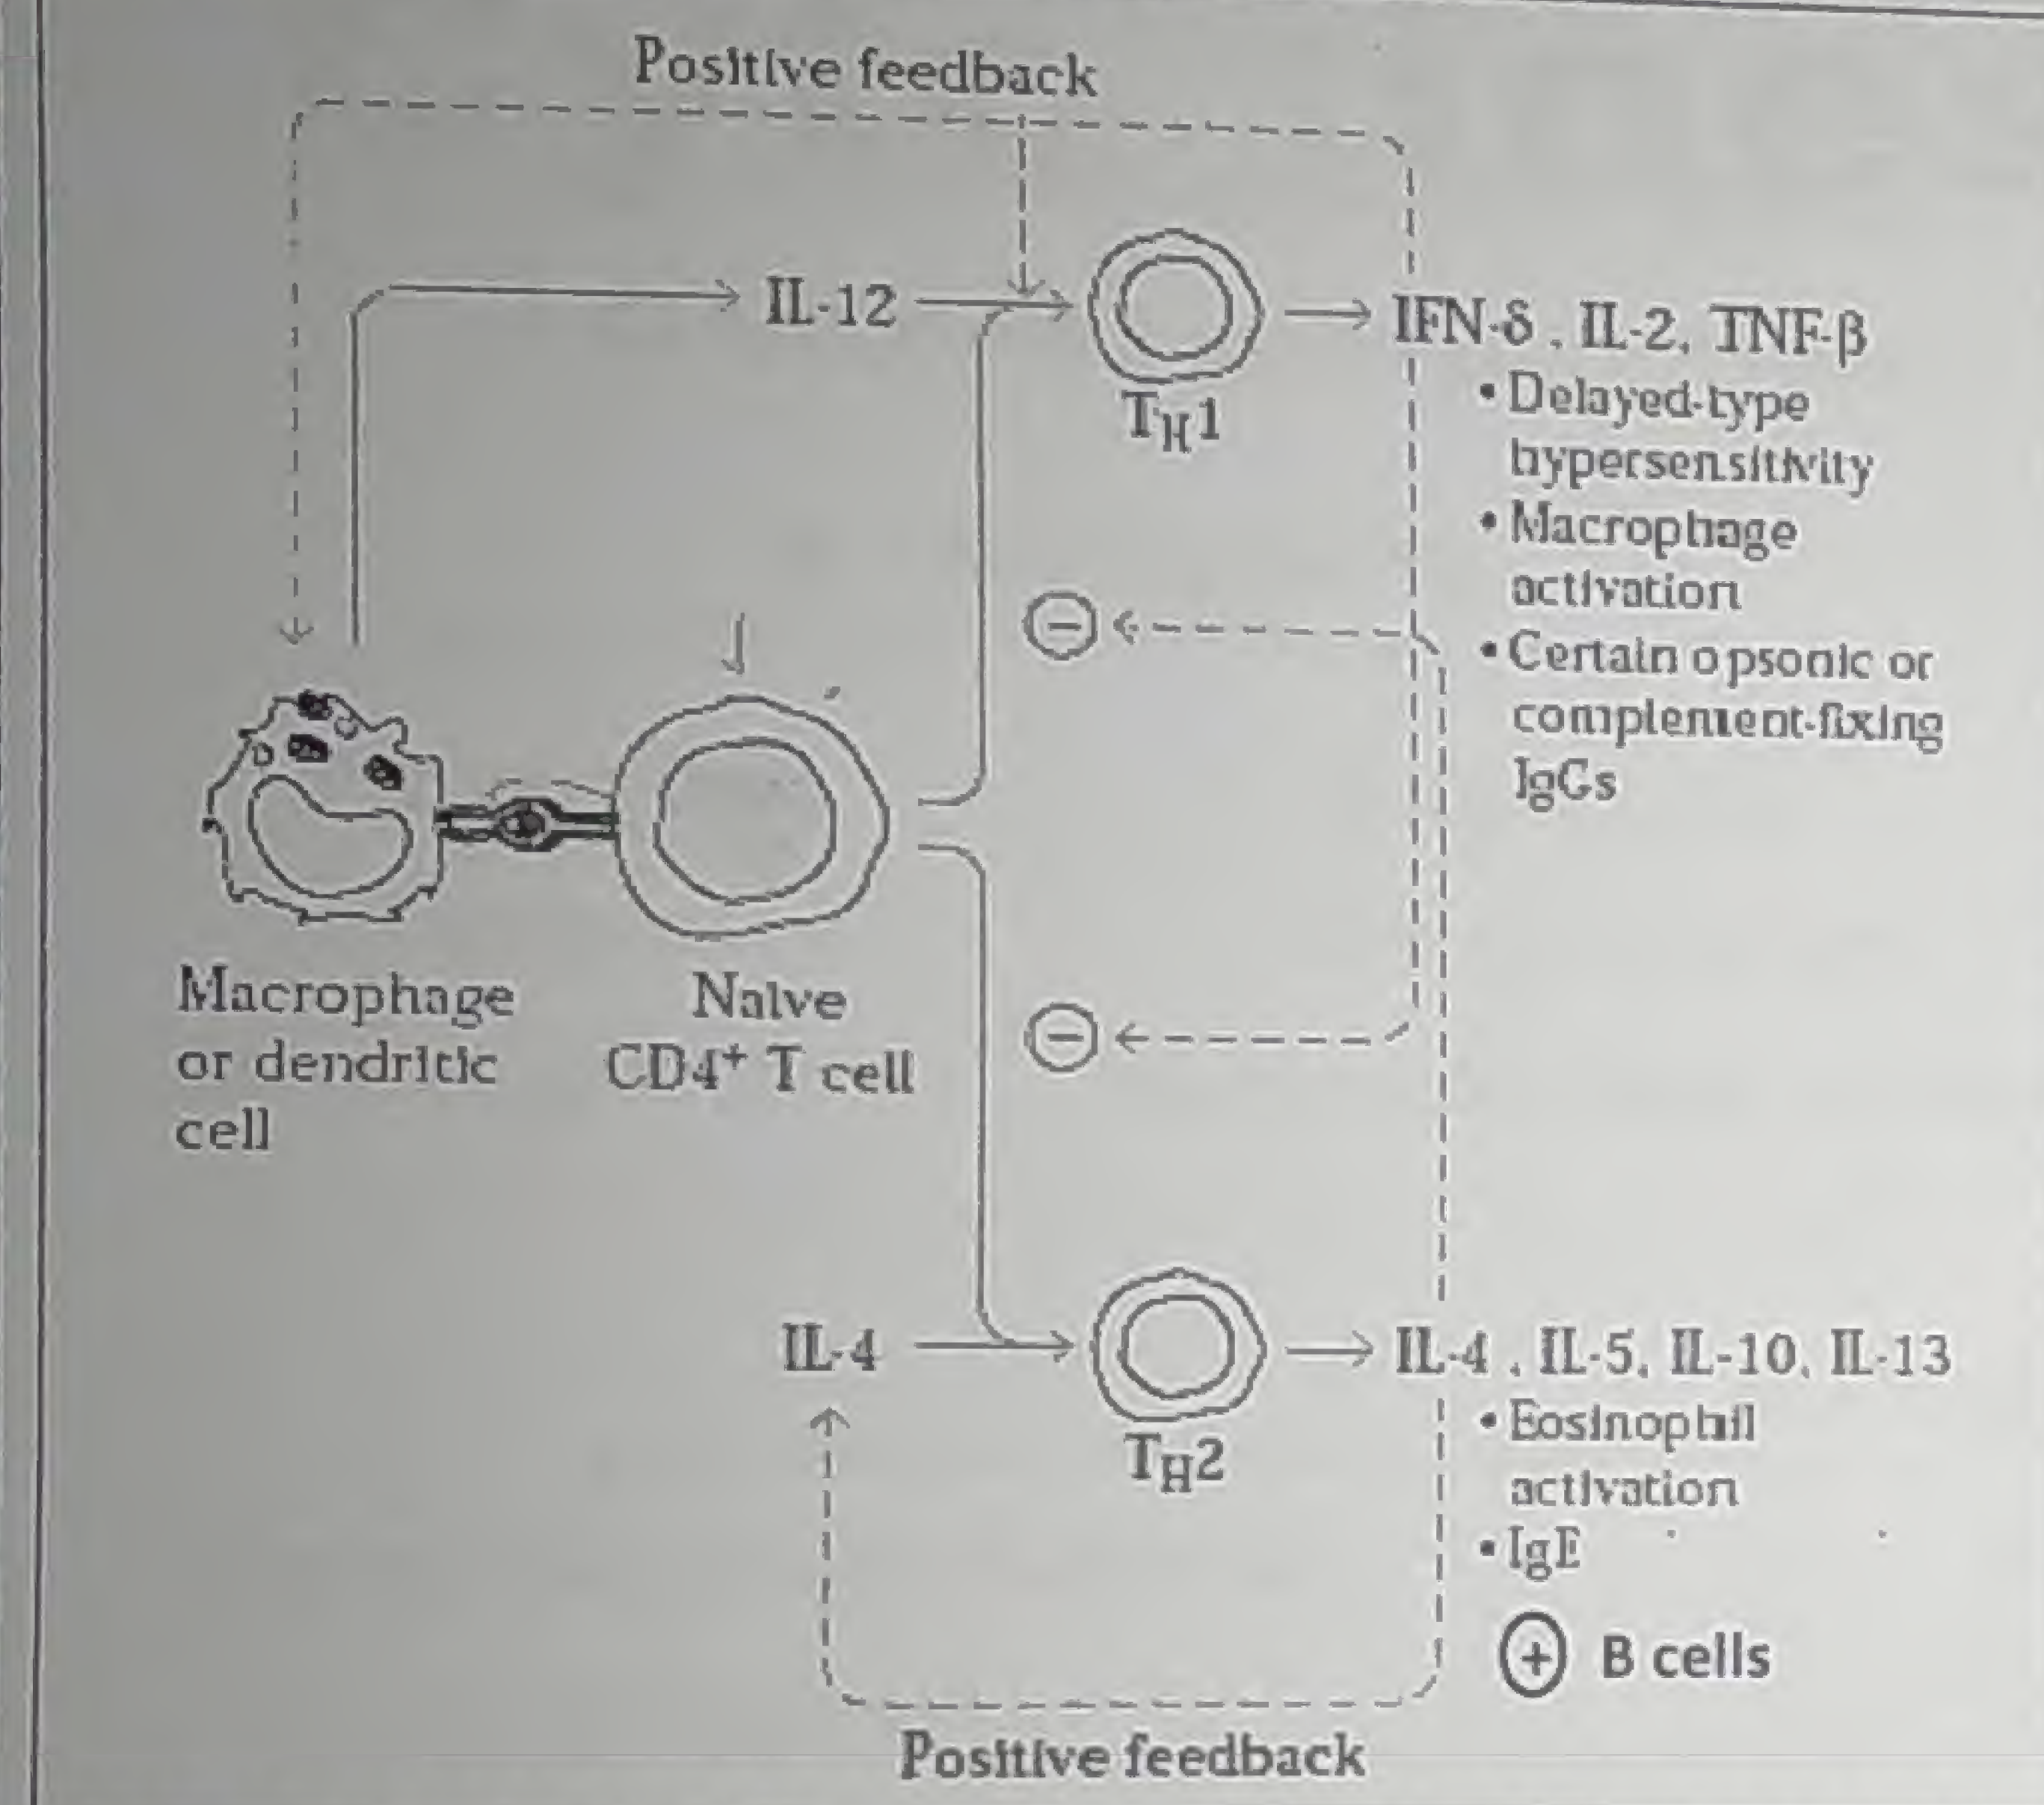 Positive feedback
IL-12
IFN-δ, IL-2, TNF-β
TH1
• Delayed-type
hypersensitivity
• Macrophage
activation
• Certain opsonic or
complement-fixing
IgGs
−
Macrophage
or dendritic
cell
Naïve
CD4+ T cell
−
IL-4
IL-4, IL-5, IL-10, IL-13
TH2
• Eosinophil
activation
• IgE
+ B cells
Positive feedback